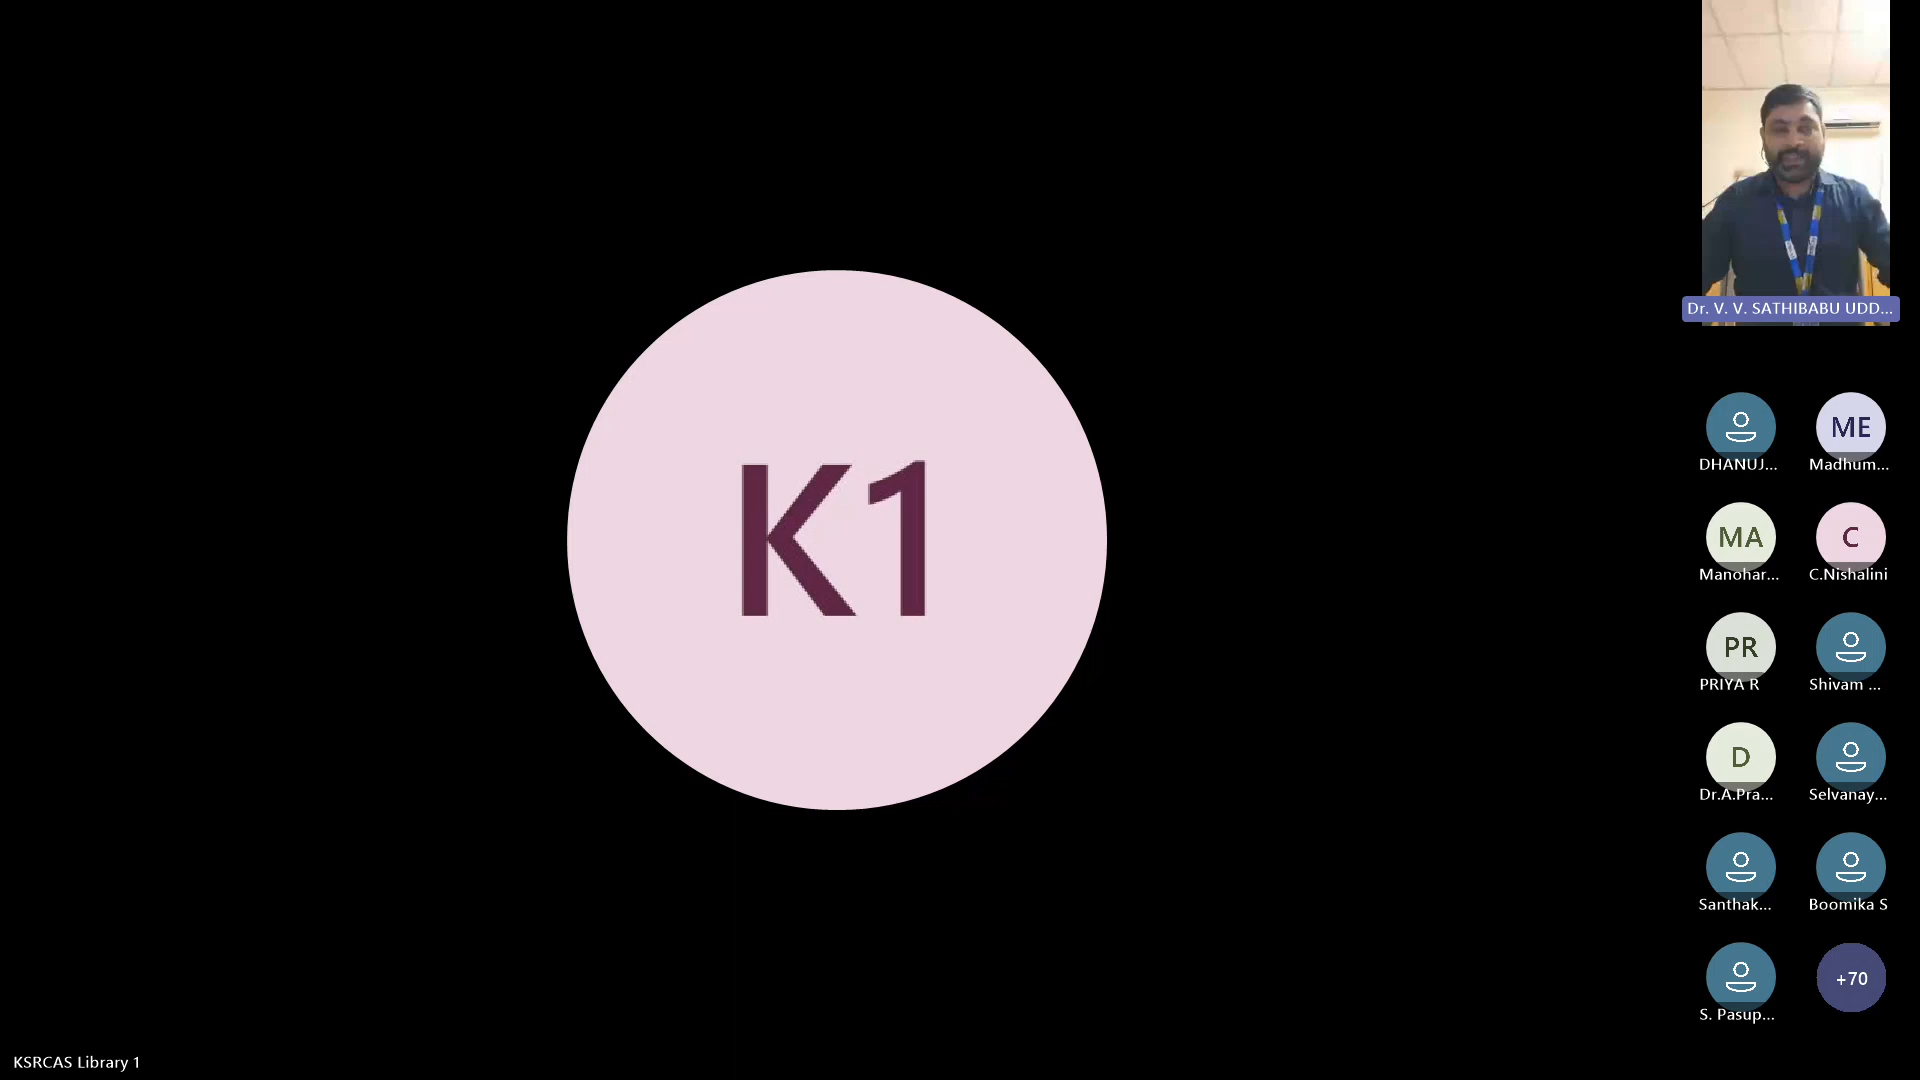 Dr. V. V. SATHIBABU UDD...
DHANUJ...
ME
Madhum...
MA
Manohar...
C
C.Nishalini
K1
PR
PRIYA R
Shivam ...
D
Dr.A.Pra...
Selvanay...
Santhak...
Boomika S
S. Pasup...
+70
KSRCAS Library 1